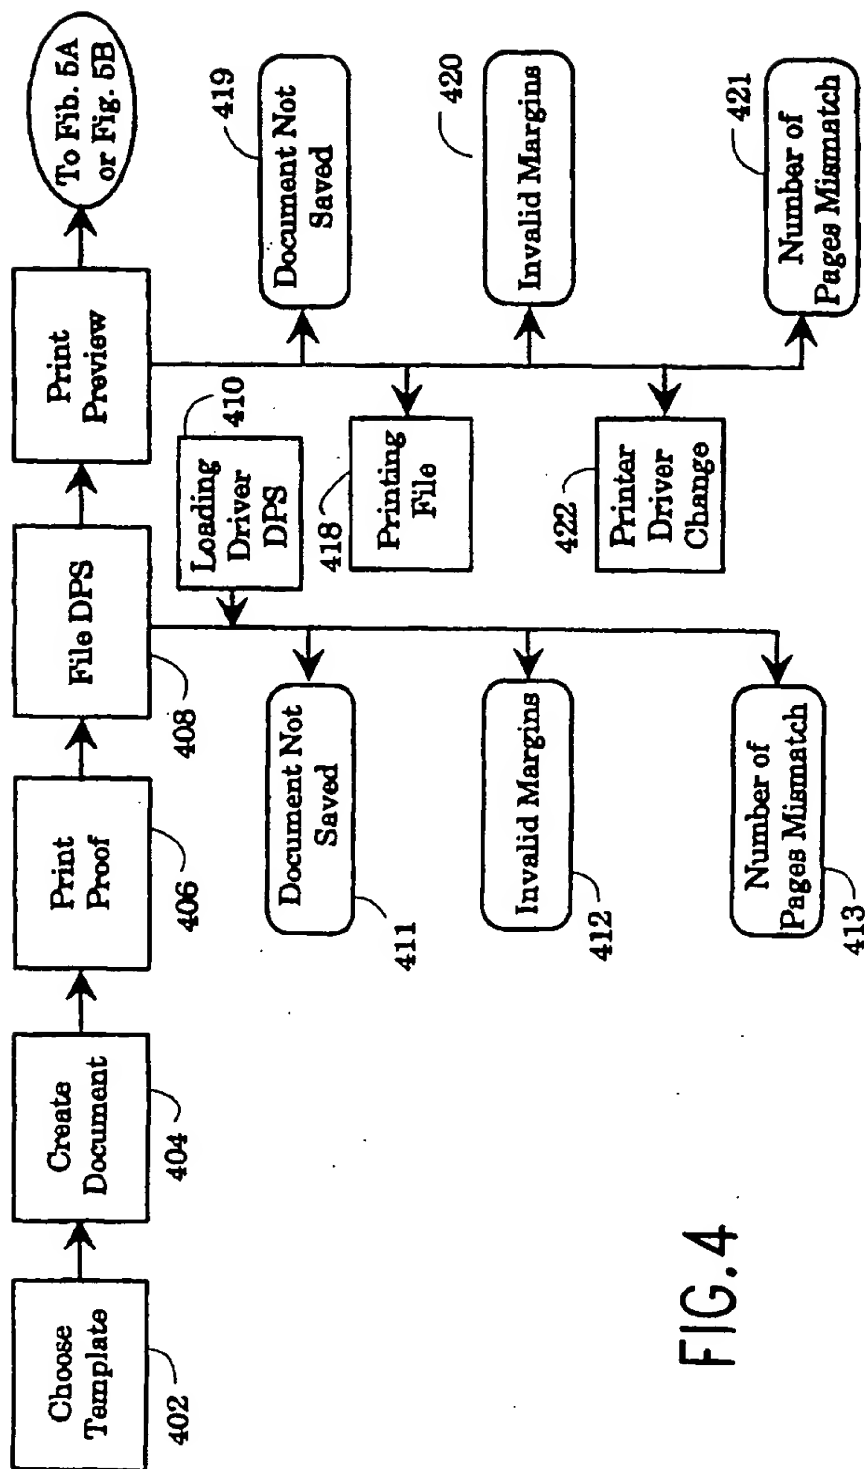 Choose
Template
402
Create
Document
404
Print
Proof
406
File DPS
408
Print
Preview
To Fib. 5A
or Fig. 5B
Loading
Driver
DPS
410
Document Not
Saved
411
Invalid Margins
412
Number of
Pages Mismatch
413
Printing
File
418
Document Not
Saved
419
Invalid Margins
420
Number of
Pages Mismatch
421
Printer
Driver
Change
422
FIG.4